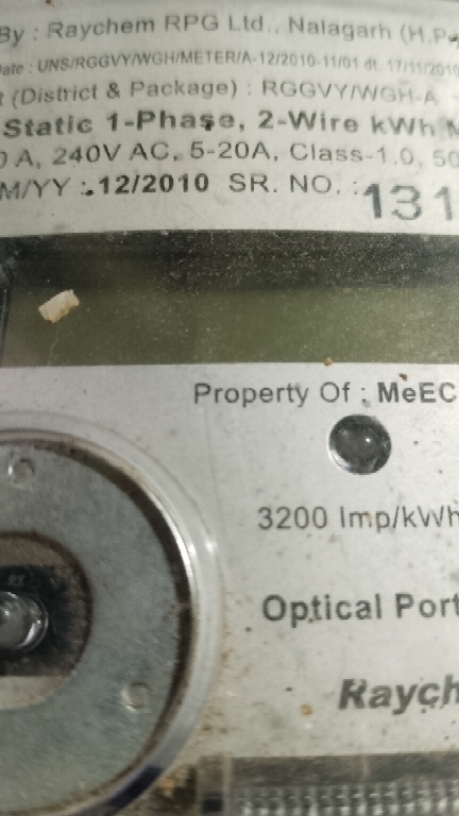 By : Raychem RPG Ltd., Nalagarh (H.P.
Date : UNS/RGGVY/WGH/METER/A-12/2010-11/01 dt. 17/11/2010
t (District & Package) : RGGVY/WGH-A
Static 1-Phase, 2-Wire kWh M
0 A, 240V AC, 5-20A, Class-1.0, 50
M/YY : 12/2010 SR. NO. : 131
Property Of : MeEC
3200 Imp/kWh
Optical Port
Raych